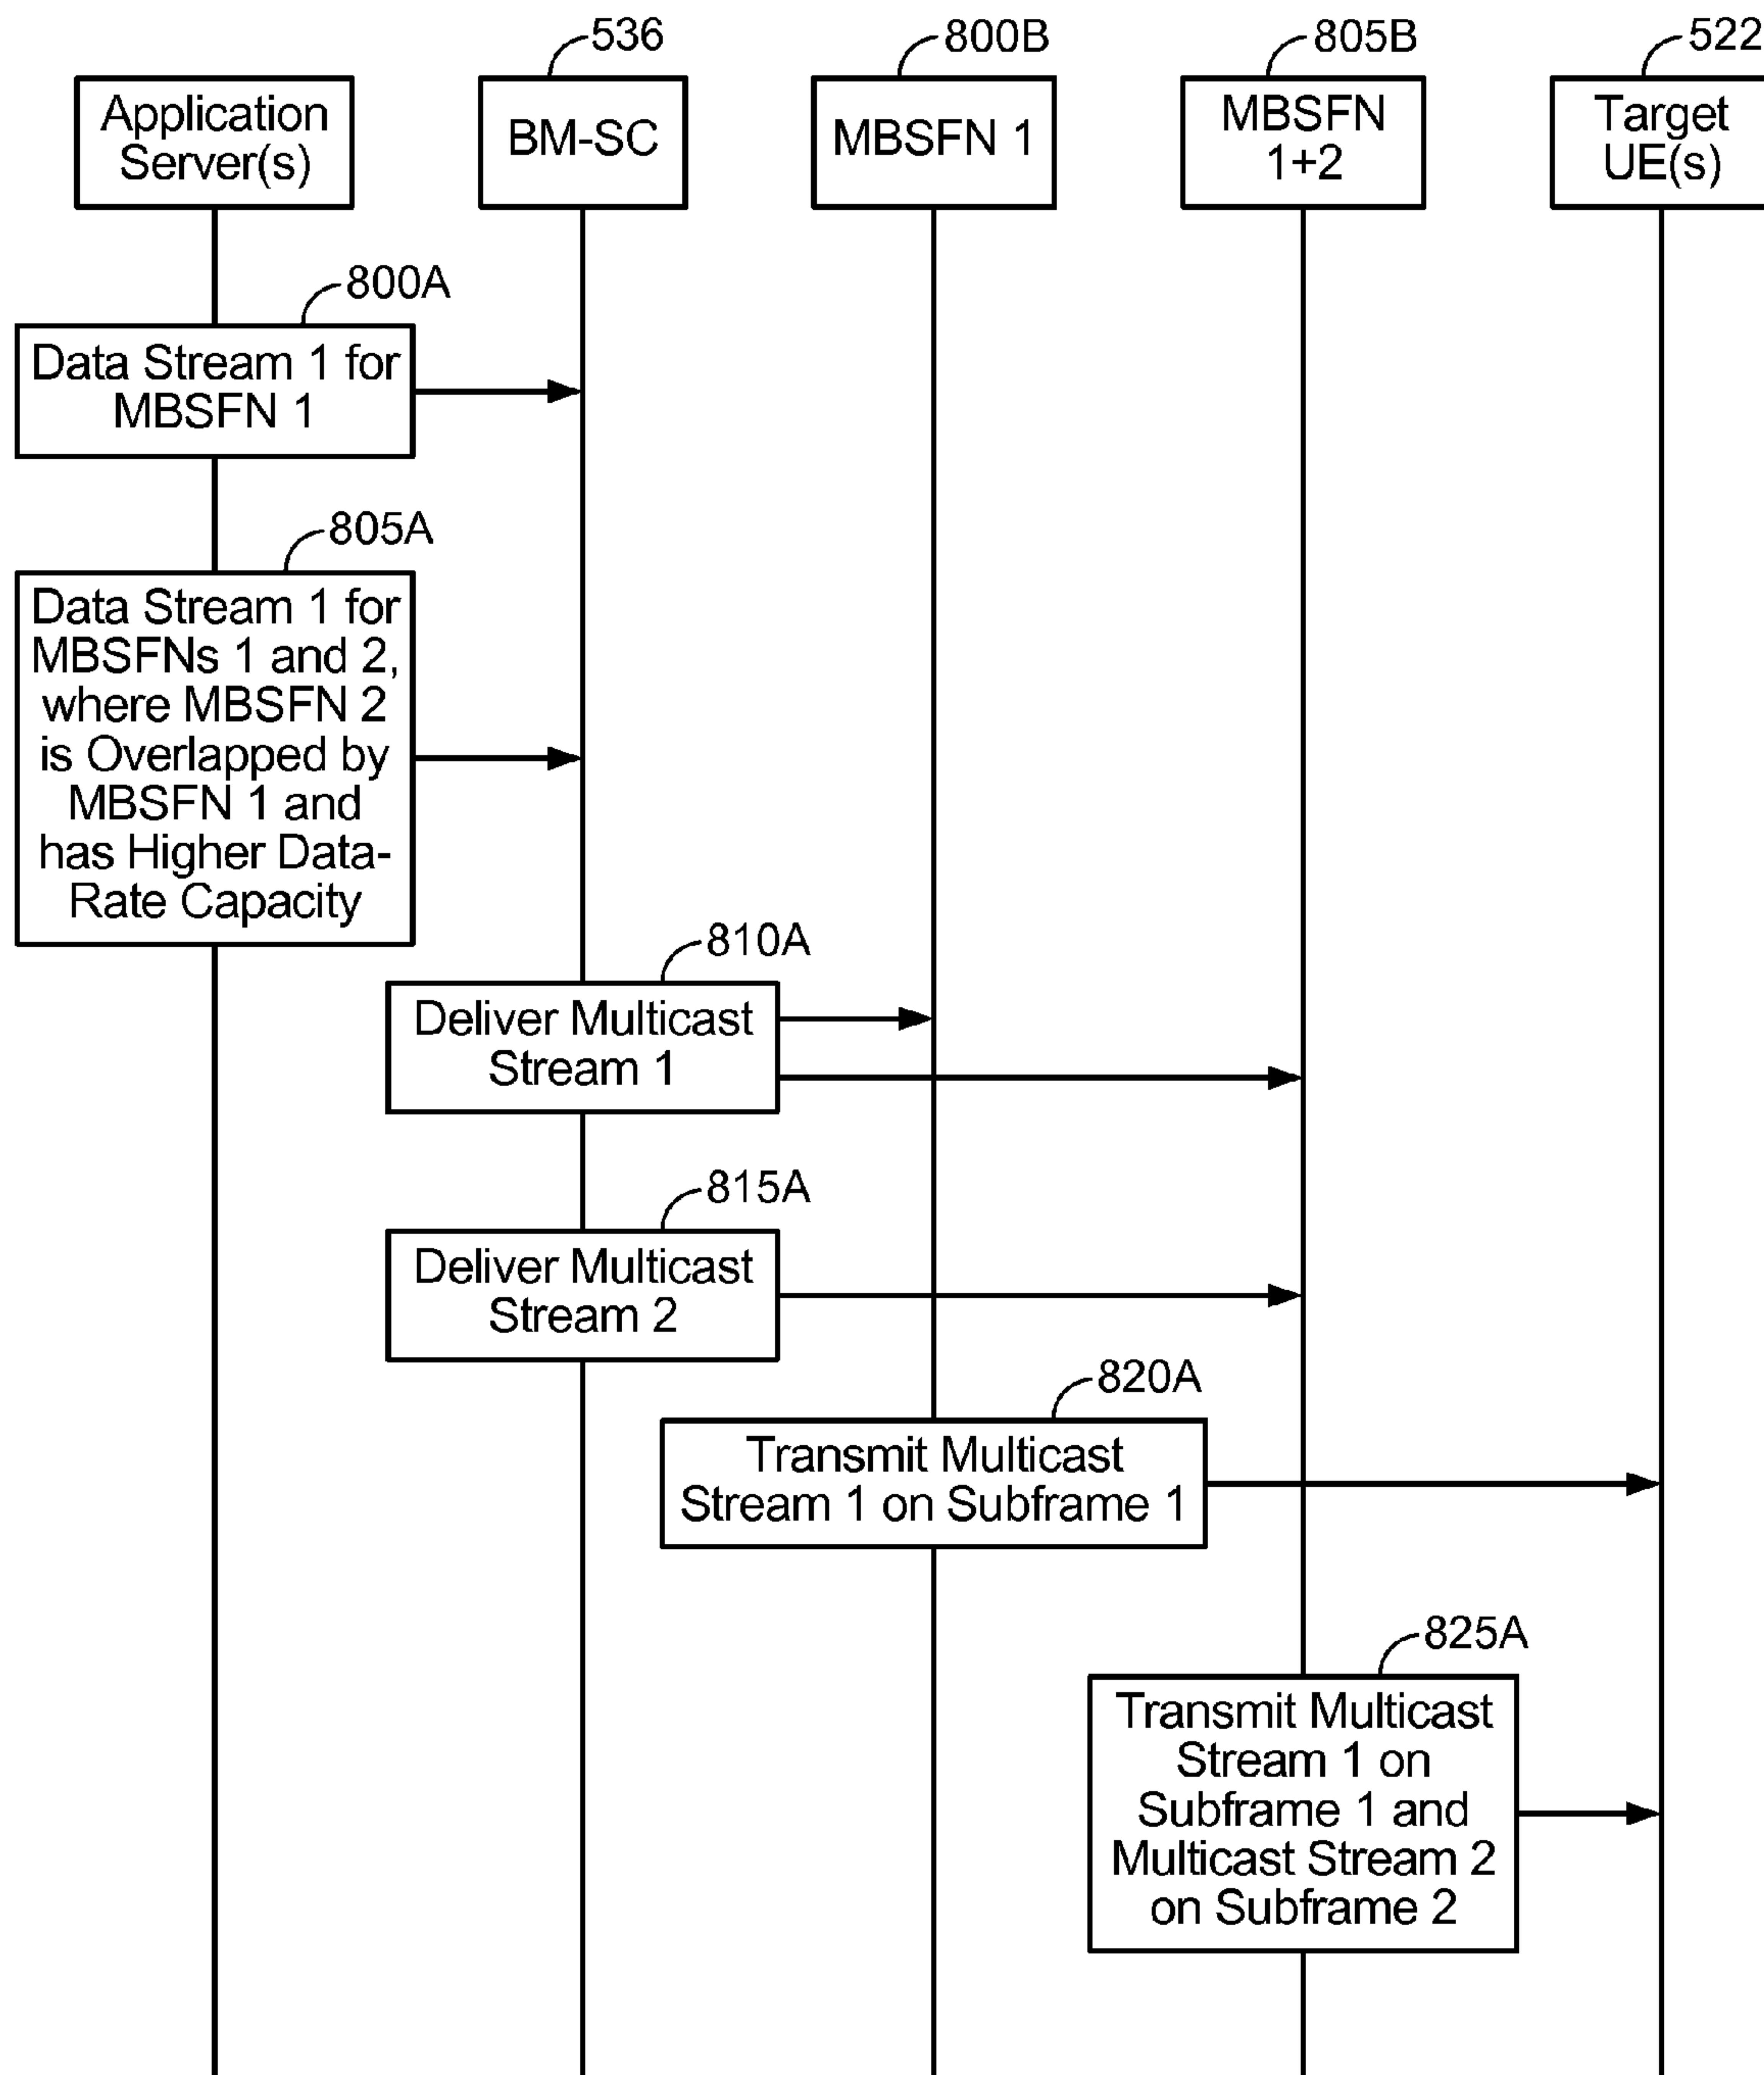 536
800B
805B
522
Application
Server(s)
BM-SC
MBSFN 1
MBSFN
1+2
Target
UE(s)
800A
Data Stream 1 for
MBSFN 1
805A
Data Stream 1 for
MBSFNs 1 and 2,
where MBSFN 2
is Overlapped by
MBSFN 1 and
has Higher Data-
Rate Capacity
810A
Deliver Multicast
Stream 1
815A
Deliver Multicast
Stream 2
820A
Transmit Multicast
Stream 1 on Subframe 1
825A
Transmit Multicast
Stream 1 on
Subframe 1 and
Multicast Stream 2
on Subframe 2